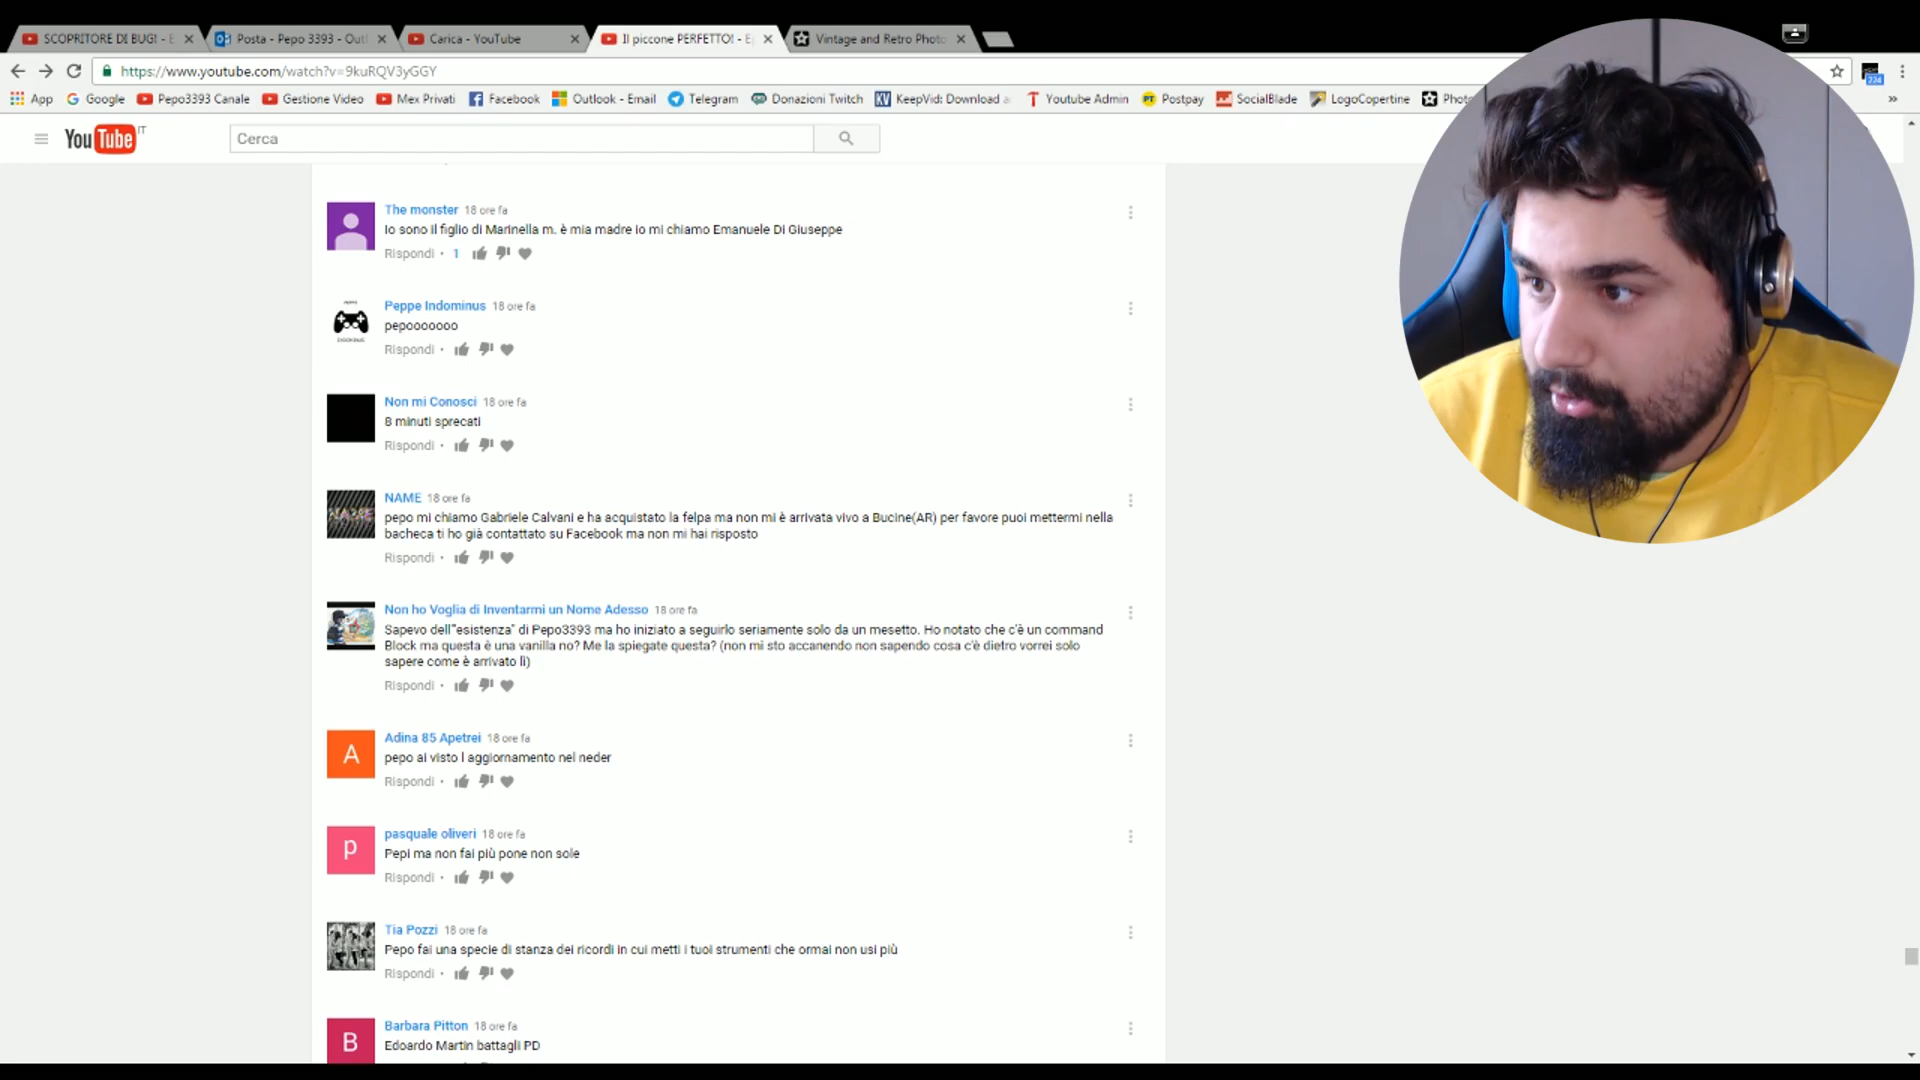 SCOPRITORE DI BUG! - E
Posta - Pepo 3393 - Outl
Carica - YouTube
Il piccone PERFETTO! - E
Vintage and Retro Photo
https://www.youtube.com/watch?v=9kuRQV3yGGY
224
App
Google
Pepo3393 Canale
Gestione Video
Mex Privati
Facebook
Outlook - Email
Telegram
Donazioni Twitch
KeepVid: Download a
Youtube Admin
Postpay
SocialBlade
LogoCopertine
Photo
YouTube IT
Cerca
The monster 18 ore fa
Io sono il figlio di Marinella m. è mia madre io mi chiamo Emanuele Di Giuseppe
Rispondi • 1
Peppe Indominus 18 ore fa
pepooooooo
Rispondi •
Non mi Conosci 18 ore fa
8 minuti sprecati
Rispondi •
NAME 18 ore fa
pepo mi chiamo Gabriele Calvani e ha acquistato la felpa ma non mi è arrivata vivo a Bucine(AR) per favore puoi mettermi nella
bacheca ti ho già contattato su Facebook ma non mi hai risposto
Rispondi •
Non ho Voglia di Inventarmi un Nome Adesso 18 ore fa
Sapevo dell'"esistenza" di Pepo3393 ma ho iniziato a seguirlo seriamente solo da un mesetto. Ho notato che c'è un command
Block ma questa è una vanilla no? Me la spiegate questa? (non mi sto accanendo non sapendo cosa c'è dietro vorrei solo
sapere come è arrivato lì)
Rispondi •
A
Adina 85 Apetrei 18 ore fa
pepo ai visto l aggiornamento nel neder
Rispondi •
p
pasquale oliveri 18 ore fa
Pepi ma non fai più pone non sole
Rispondi •
Tia Pozzi 18 ore fa
Pepo fai una specie di stanza dei ricordi in cui metti i tuoi strumenti che ormai non usi più
Rispondi •
B
Barbara Pitton 18 ore fa
Edoardo Martin battagli PD